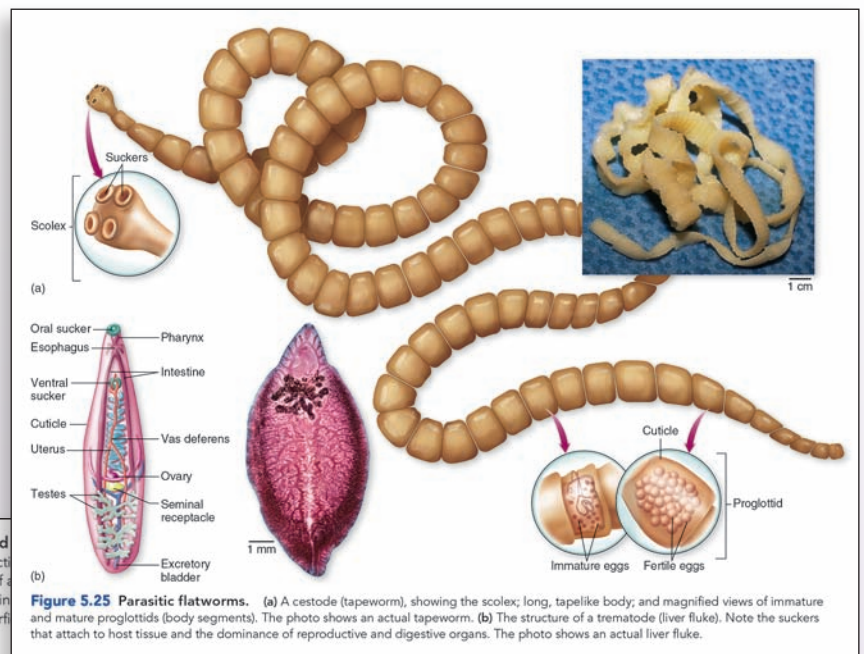 Suckers
Scolex
(a)
1 cm
Oral sucker
Pharynx
Esophagus
Intestine
Ventral
sucker
Cuticle
Vas deferens
Uterus
Ovary
Testes
Seminal
receptacle
Excretory
bladder
(b)
1 mm
Cuticle
Proglottid
Immature eggs
Fertile eggs
Figure 5.25 Parasitic flatworms. (a) A cestode (tapeworm), showing the scolex; long, tapelike body; and magnified views of immature
and mature proglottids (body segments). The photo shows an actual tapeworm. (b) The structure of a trematode (liver fluke). Note the suckers
that attach to host tissue and the dominance of reproductive and digestive organs. The photo shows an actual liver fluke.